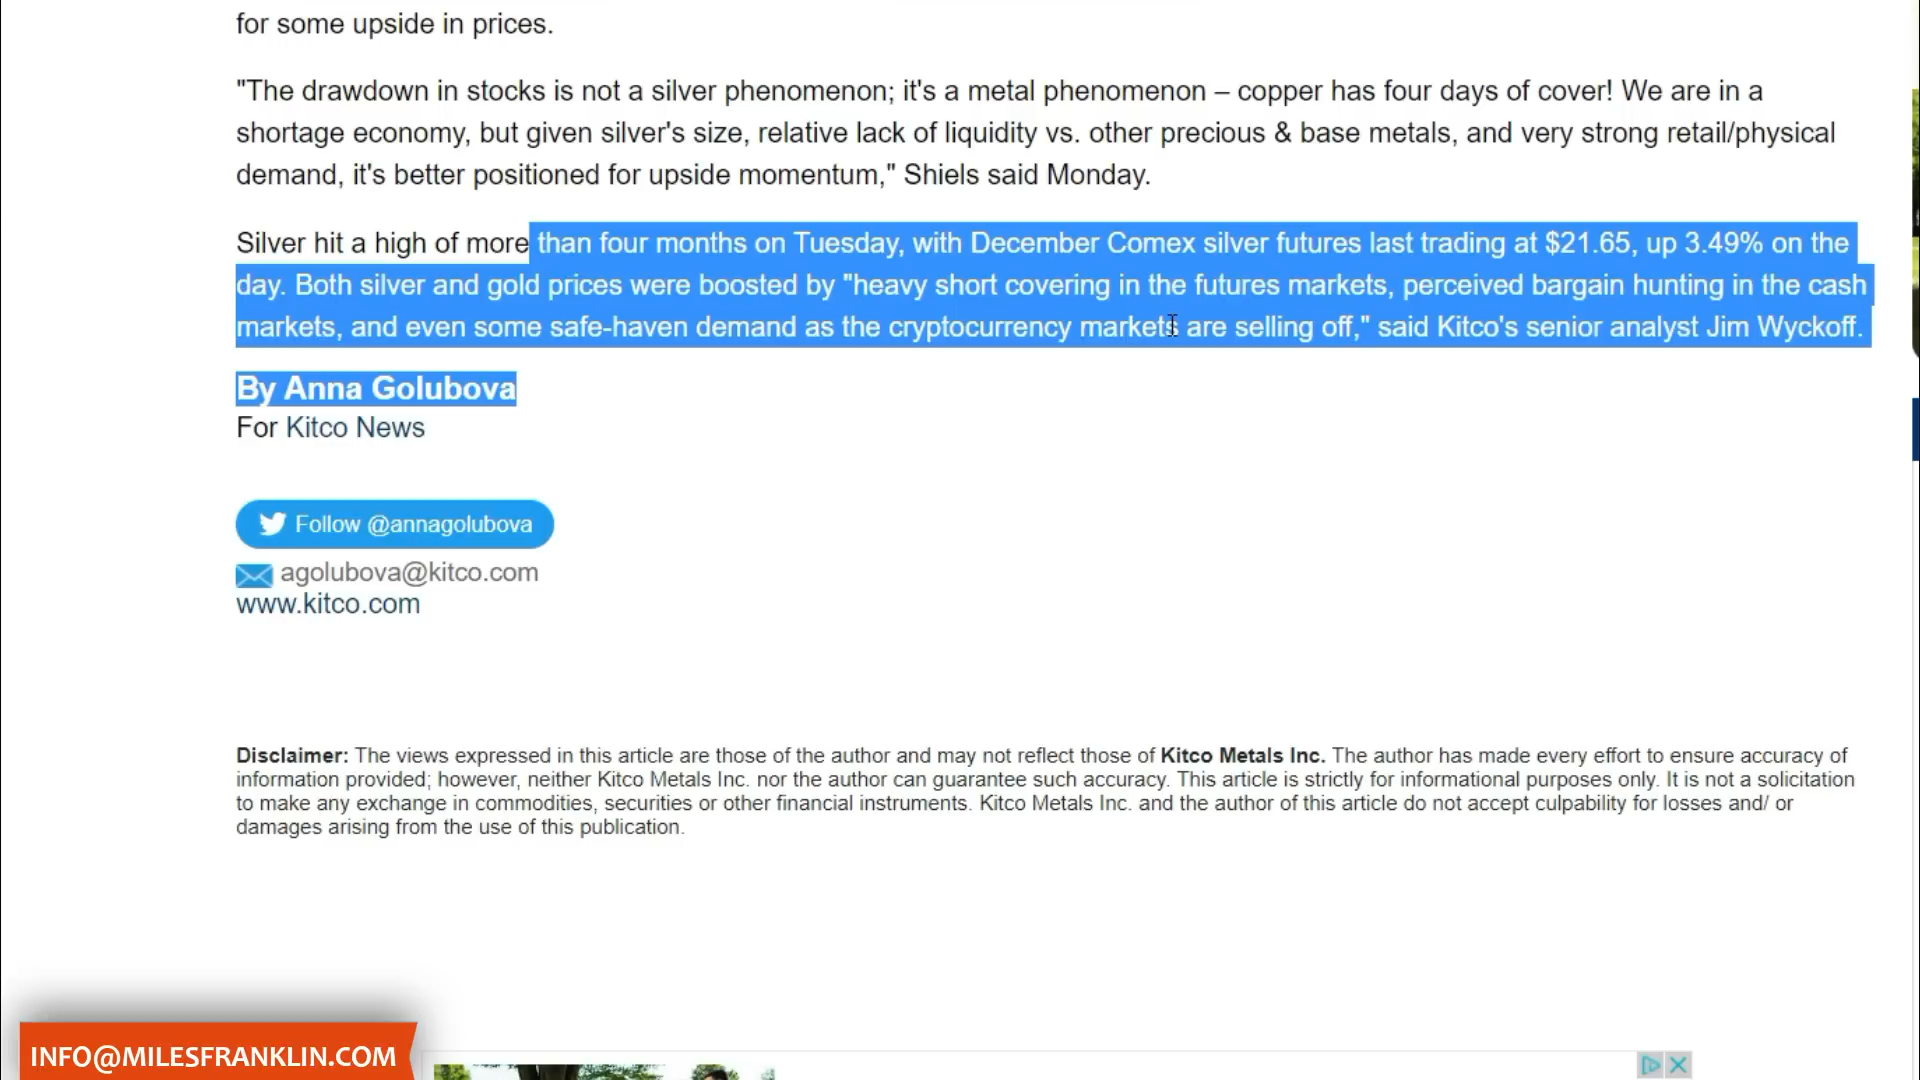 for some upside in prices.
"The drawdown in stocks is not a silver phenomenon; it's a metal phenomenon – copper has four days of cover! We are in a
shortage economy, but given silver's size, relative lack of liquidity vs. other precious & base metals, and very strong retail/physical
demand, it's better positioned for upside momentum," Shiels said Monday.
Silver hit a high of more than four months on Tuesday, with December Comex silver futures last trading at $21.65, up 3.49% on the
day. Both silver and gold prices were boosted by "heavy short covering in the futures markets, perceived bargain hunting in the cash
markets, and even some safe-haven demand as the cryptocurrency markets are selling off," said Kitco's senior analyst Jim Wyckoff.
By Anna Golubova
For Kitco News
Follow @annagolubova
agolubova@kitco.com
www.kitco.com
Disclaimer: The views expressed in this article are those of the author and may not reflect those of Kitco Metals Inc. The author has made every effort to ensure accuracy of
information provided; however, neither Kitco Metals Inc. nor the author can guarantee such accuracy. This article is strictly for informational purposes only. It is not a solicitation
to make any exchange in commodities, securities or other financial instruments. Kitco Metals Inc. and the author of this article do not accept culpability for losses and/ or
damages arising from the use of this publication.
INFO@MILESFRANKLIN.COM